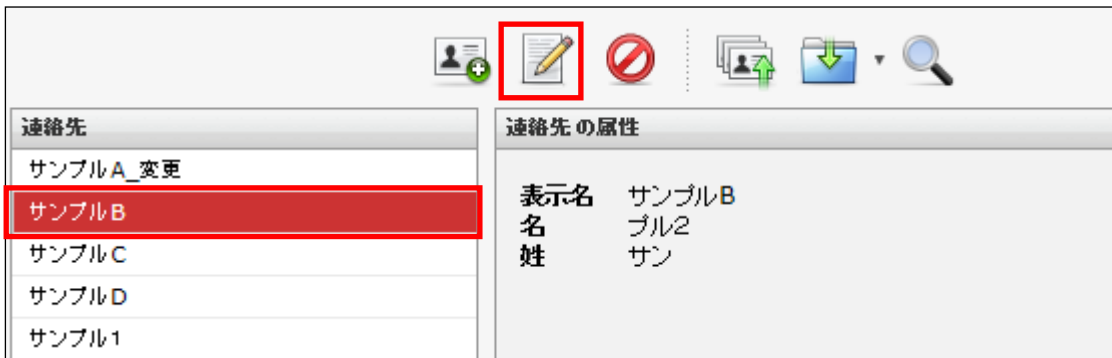 連絡先
サンプルA_変更
サンプルB
サンプルC
サンプルD
サンプル1
連絡先の属性
表示名 サンプルB
名 プル2
姓 サン